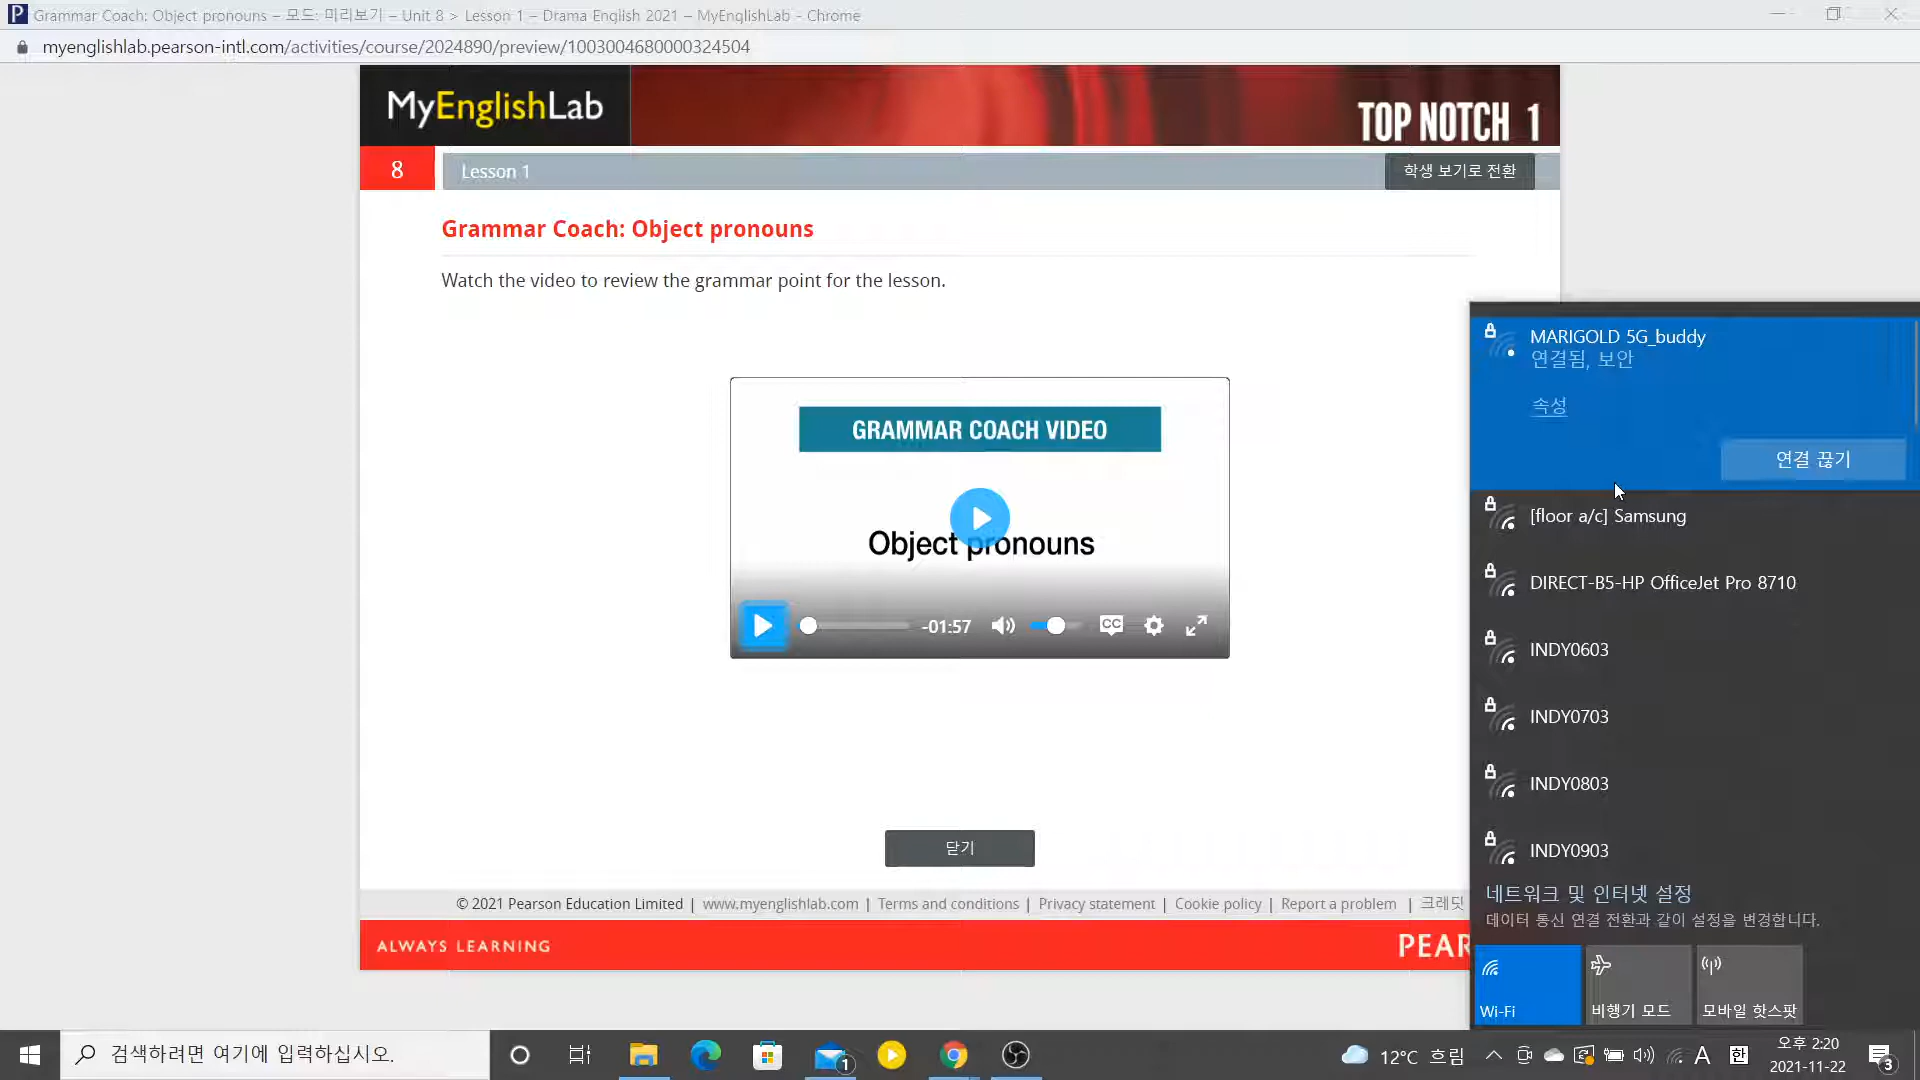 Grammar Coach: Object pronouns – 모드: 미리보기 – Unit 8 > Lesson 1 – Drama English 2021 – MyEnglishLab - Chrome
myenglishlab.pearson-intl.com/activities/course/2024890/preview/1003004680000324504
MyEnglishLab
TOP NOTCH 1
8
Lesson 1
학생 보기로 전환
Grammar Coach: Object pronouns
Watch the video to review the grammar point for the lesson.
GRAMMAR COACH VIDEO
Object pronouns
-01:57
CC
닫기
© 2021 Pearson Education Limited | www.myenglishlab.com | Terms and conditions | Privacy statement | Cookie policy | Report a problem | 크레딧
ALWAYS LEARNING
PEAR
MARIGOLD 5G_buddy
연결됨, 보안
속성
연결 끊기
[floor a/c] Samsung
DIRECT-B5-HP OfficeJet Pro 8710
INDY0603
INDY0703
INDY0803
INDY0903
네트워크 및 인터넷 설정
데이터 통신 연결 전환과 같이 설정을 변경합니다.
Wi-Fi
비행기 모드
모바일 핫스팟
검색하려면 여기에 입력하십시오.
1
12°C 흐림
A
한
오후 2:20
2021-11-22
3